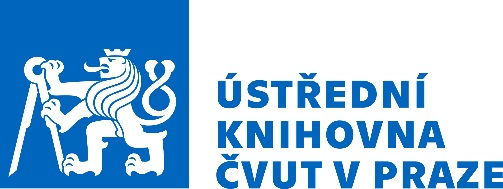 ÚSTŘEDNÍ
KNIHOVNA
ČVUT V PRAZE